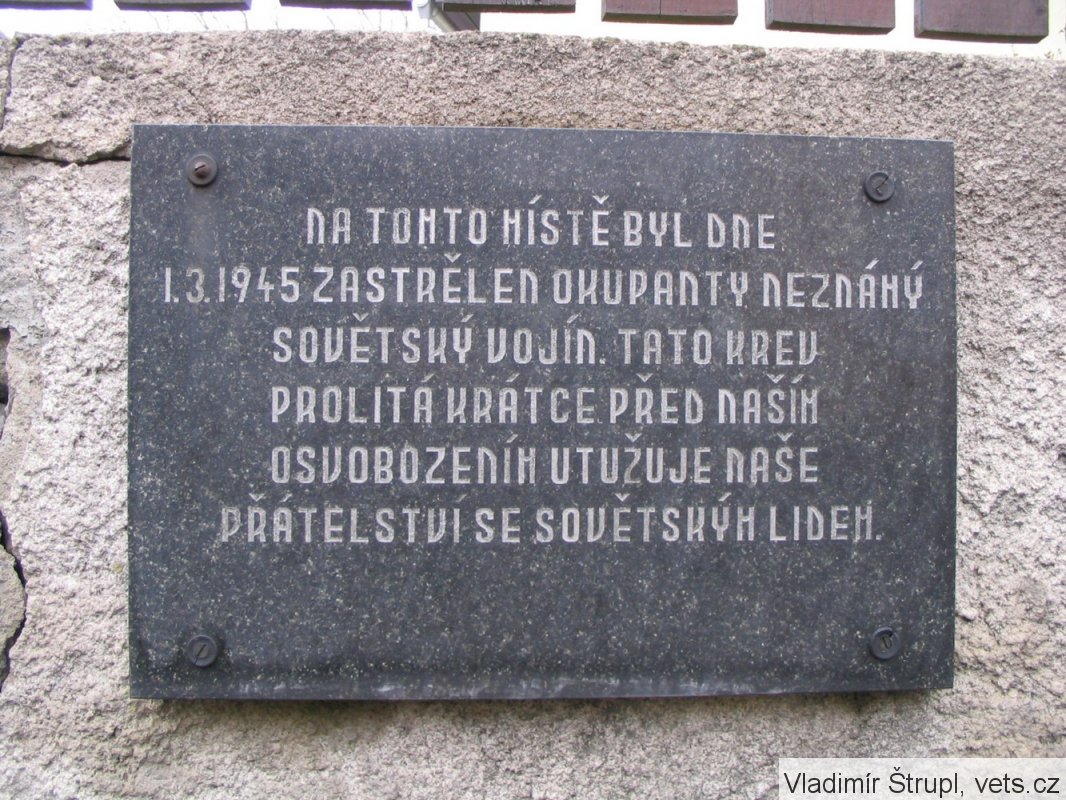 NA TOMTO MÍSTĚ BYL DNE
1.3.1945 ZASTŘĚLEN OKUPANTY NEZNÁMÝ
SOVĚTSKÝ VOJÍN. TATO KREV
PROLITÁ KRÁTCE PŘED NAŠÍM
OSVOBOZENÍM UTUŽUJE NAŠE
PŘÁTELSTVÍ SE SOVĚTSKÝM LIDEM.
Vladimír Štrupl, vets.cz